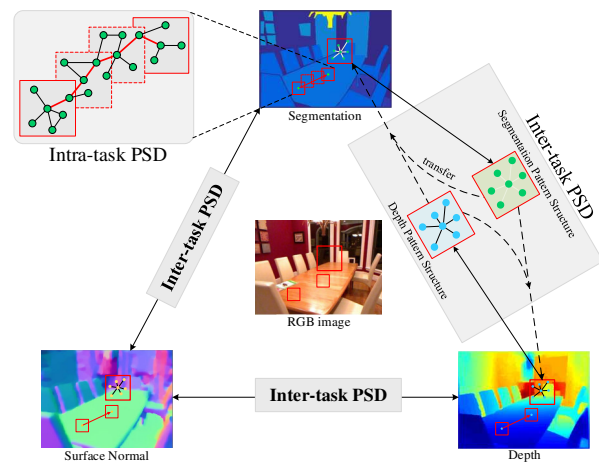 Segmentation
Intra-task PSD
Inter-task PSD
Segmentation Pattern Structure
transfer
Depth Pattern Structure
Inter-task PSD
RGB image
Inter-task PSD
Surface Normal
Depth